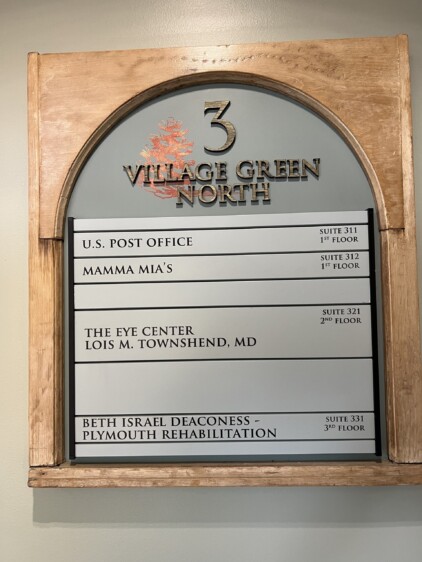 3
VILLAGE GREEN
NORTH
U.S. POST OFFICE SUITE 311
1ST FLOOR
MAMMA MIA'S SUITE 312
1ST FLOOR
SUITE 321
2ND FLOOR
THE EYE CENTER
LOIS M. TOWNSHEND, MD
BETH ISRAEL DEACONESS - SUITE 331
PLYMOUTH REHABILITATION 3RD FLOOR